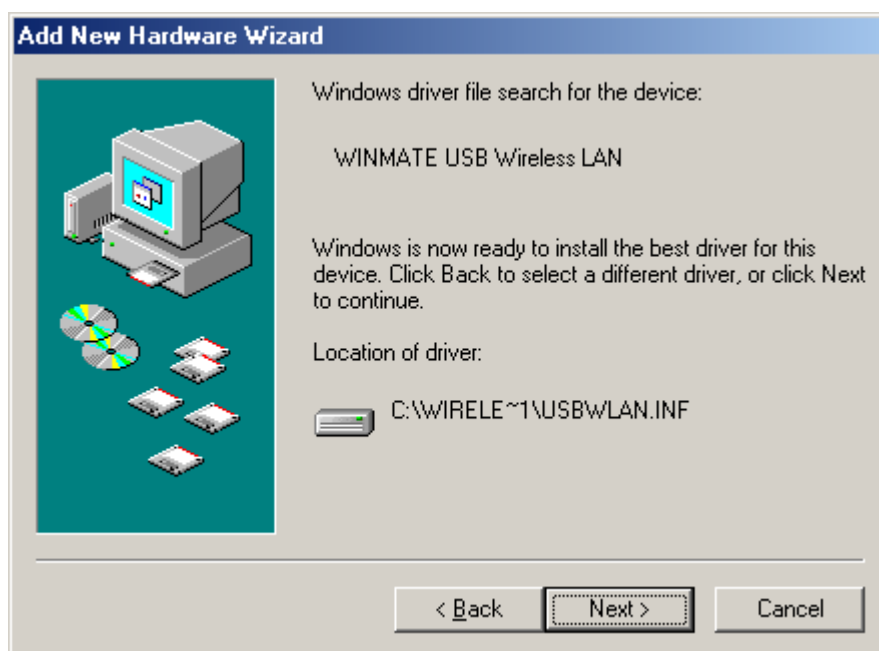 Add New Hardware Wizard
Windows driver file search for the device:
WINMATE USB Wireless LAN
Windows is now ready to install the best driver for this
device. Click Back to select a different driver, or click Next
to continue.
Location of driver:
C:\WIRELE~1\USBWLAN.INF
< Back Next > Cancel